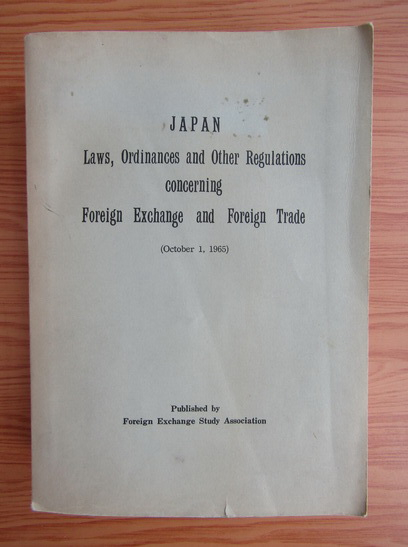 JAPAN
Laws, Ordinances and Other Regulations
concerning
Foreign Exchange and Foreign Trade
(October 1, 1965)
Published by
Foreign Exchange Study Association